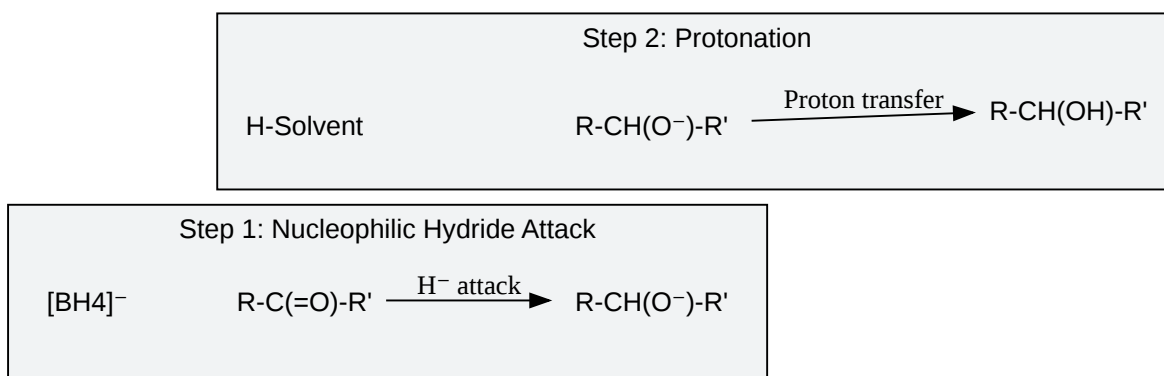 Step 2: Protonation
H-Solvent
R-CH(O⁻)-R'
Proton transfer
R-CH(OH)-R'
Step 1: Nucleophilic Hydride Attack
[BH4]⁻
R-C(=O)-R'
H⁻ attack
R-CH(O⁻)-R'